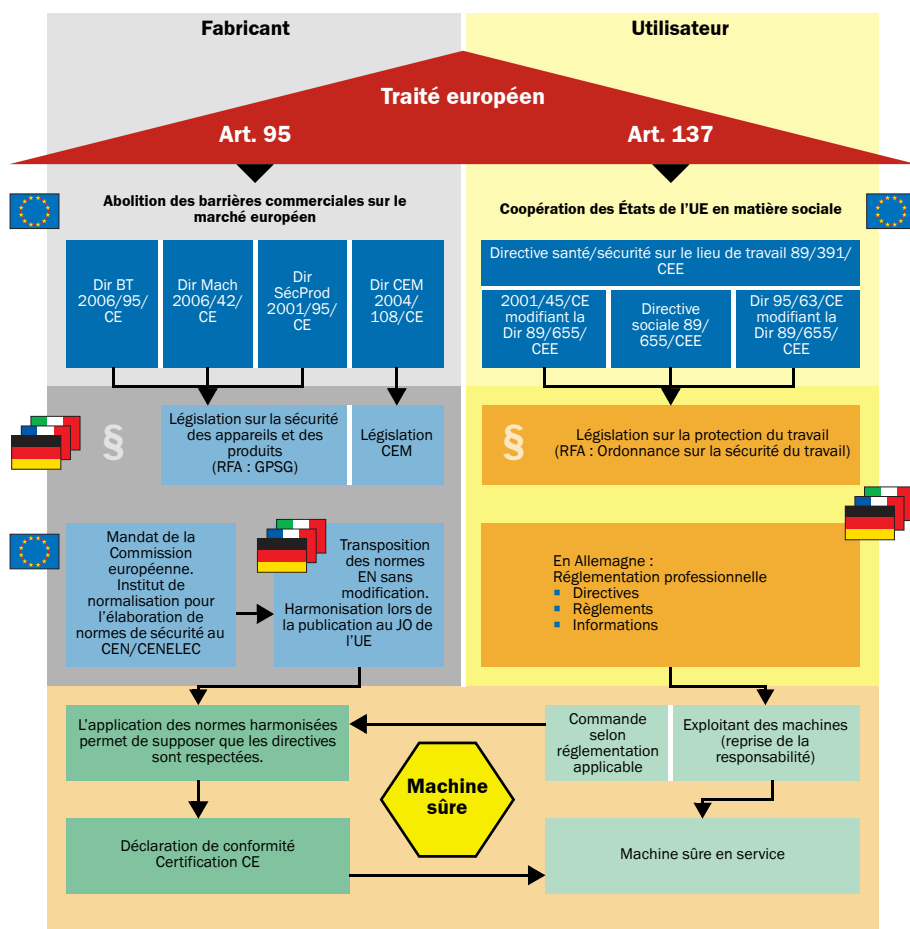 Fabricant
Utilisateur
Traité européen
Art. 95
Art. 137
Abolition des barrières commerciales sur le
marché européen
Coopération des États de l'UE en matière sociale
Dir BT
2006/95/
CE
Dir Mach
2006/42/
CE
Dir
SécProd
2001/95/
CE
Dir CEM
2004/
108/CE
Directive santé/sécurité sur le lieu de travail 89/391/
CEE
2001/45/CE
modifiant la
Dir 89/655/
CEE
Directive
sociale 89/
655/CEE
Dir 95/63/CE
modifiant la
Dir 89/655/
CEE
§
Législation sur la sécurité
des appareils et des
produits
(RFA : GPSG)
Législation
CEM
§
Législation sur la protection du travail
(RFA : Ordonnance sur la sécurité du travail)
Mandat de la
Commission
européenne.
Institut de
normalisation pour
l'élaboration de
normes de sécurité au
CEN/CENELEC
Transposition
des normes
EN sans
modification.
Harmonisation lors de
la publication au JO de
l'UE
En Allemagne :
Réglementation professionnelle
▪ Directives
▪ Règlements
▪ Informations
L'application des normes harmonisées
permet de supposer que les directives
sont respectées.
Commande
selon
réglementation
applicable
Exploitant des machines
(reprise de la
responsabilité)
Machine
sûre
Déclaration de conformité
Certification CE
Machine sûre en service